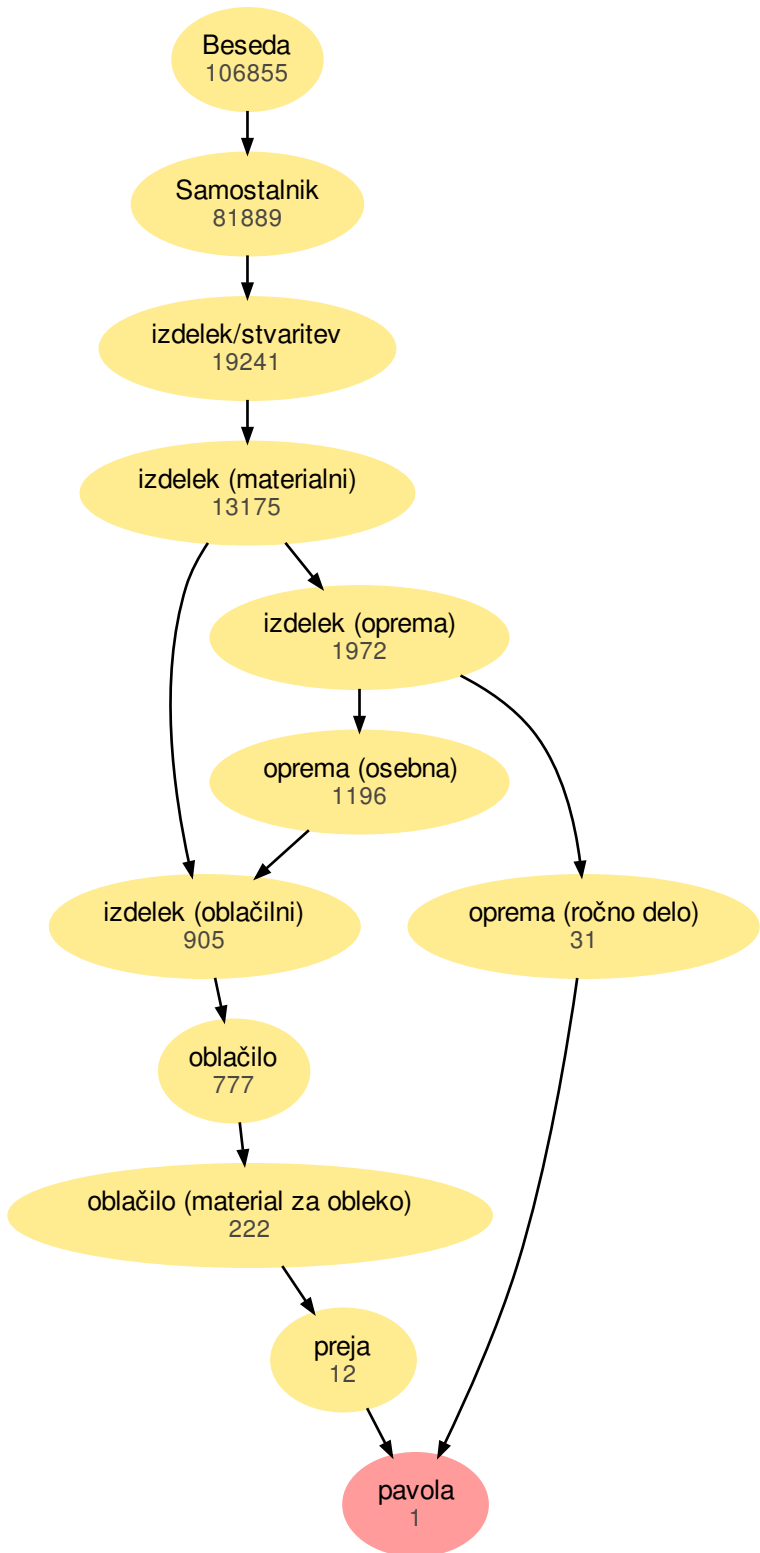 Beseda
106855
Samostalnik
81889
izdelek/stvaritev
19241
izdelek (materialni)
13175
izdelek (oprema)
1972
oprema (osebna)
1196
izdelek (oblačilni)
905
oprema (ročno delo)
31
oblačilo
777
oblačilo (material za obleko)
222
preja
12
pavola
1